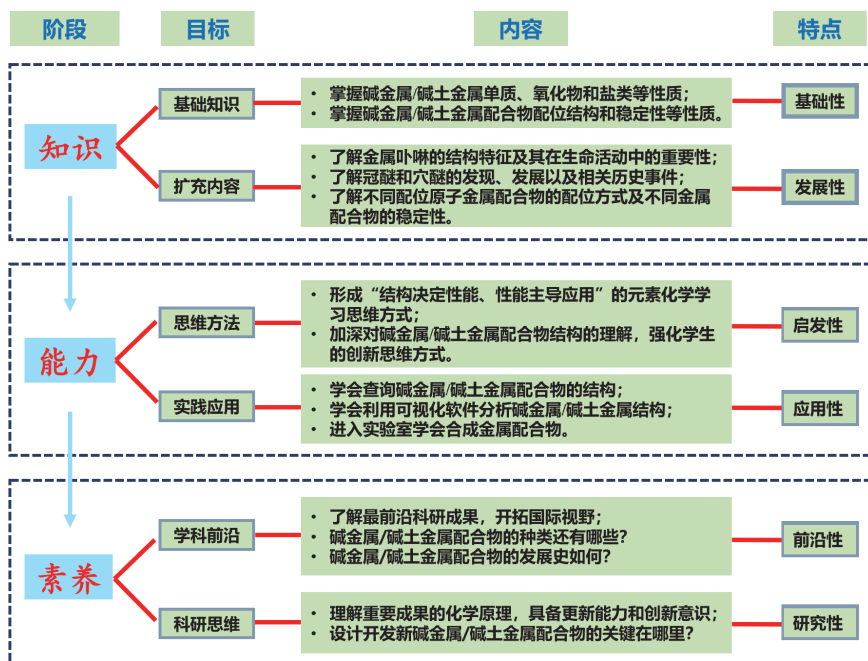 阶段
目标
内容
特点
知识
基础知识
• 掌握碱金属/碱土金属单质、氧化物和盐类等性质；
• 掌握碱金属/碱土金属配合物配位结构和稳定性等性质。
基础性
扩充内容
• 了解金属卟啉的结构特征及其在生命活动中的重要性；
• 了解冠醚和穴醚的发现、发展以及相关历史事件；
• 了解不同配位原子金属配合物的配位方式及不同金属
配合物的稳定性。
发展性
能力
思维方法
• 形成“结构决定性能、性能主导应用”的元素化学学
习思维方式；
• 加深对碱金属/碱土金属配合物结构的理解，强化学生
的创新思维方式。
启发性
实践应用
• 学会查询碱金属/碱土金属配合物的结构；
• 学会利用可视化软件分析碱金属/碱土金属结构；
• 进入实验室学会合成金属配合物。
应用性
素养
学科前沿
• 了解最前沿科研成果，开拓国际视野；
• 碱金属/碱土金属配合物的种类还有哪些？
• 碱金属/碱土金属配合物的发展史如何？
前沿性
科研思维
• 理解重要成果的化学原理，具备更新能力和创新意识；
• 设计开发新碱金属/碱土金属配合物的关键在哪里？
研究性